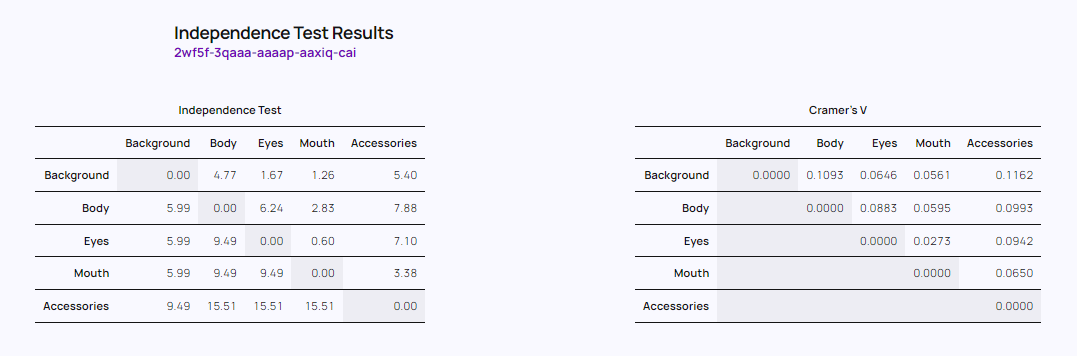 Independence Test Results
2wf5f-3qaaa-aaaap-aaxiq-cai
Independence Test
Background Body Eyes Mouth Accessories
Background 0.00 4.77 1.67 1.26 5.40
Body 5.99 0.00 6.24 2.83 7.88
Eyes 5.99 9.49 0.00 0.60 7.10
Mouth 5.99 9.49 9.49 0.00 3.38
Accessories 9.49 15.51 15.51 15.51 0.00
Cramer's V
Background Body Eyes Mouth Accessories
Background 0.0000 0.1093 0.0646 0.0561 0.1162
Body 0.0000 0.0883 0.0595 0.0993
Eyes 0.0000 0.0273 0.0942
Mouth 0.0000 0.0650
Accessories 0.0000